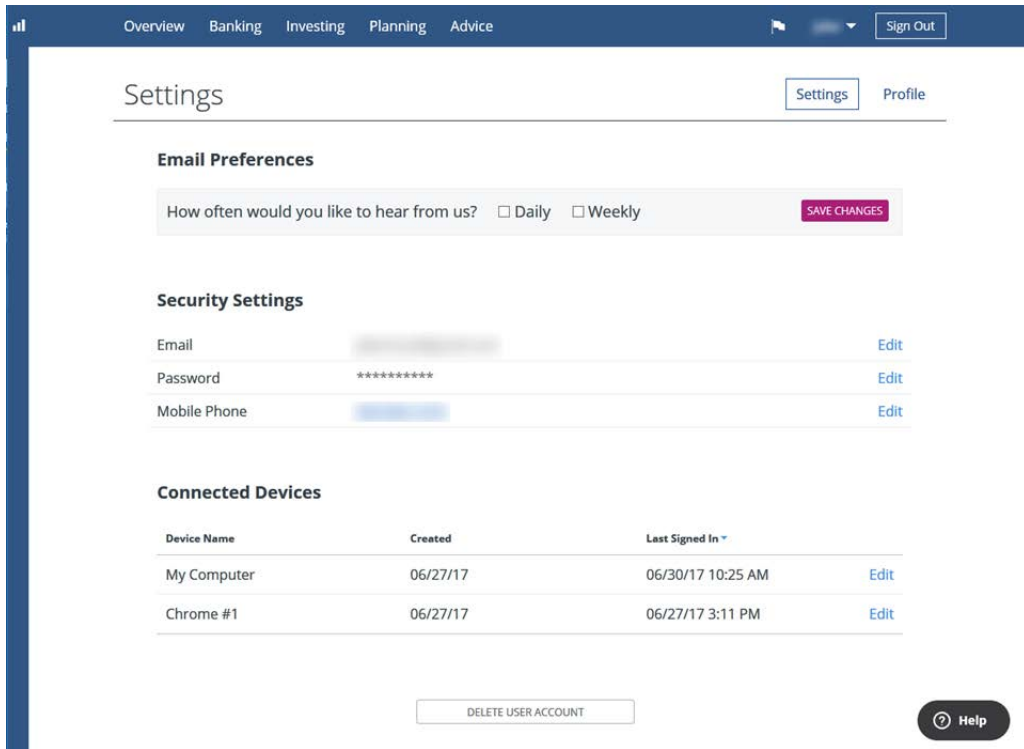 Overview Banking Investing Planning Advice Sign Out
Settings Settings Profile
Email Preferences
How often would you like to hear from us? Daily Weekly SAVE CHANGES
Security Settings
Email Edit
Password ********** Edit
Mobile Phone Edit
Connected Devices
Device Name Created Last Signed In
My Computer 06/27/17 06/30/17 10:25 AM Edit
Chrome #1 06/27/17 06/27/17 3:11 PM Edit
DELETE USER ACCOUNT
? Help